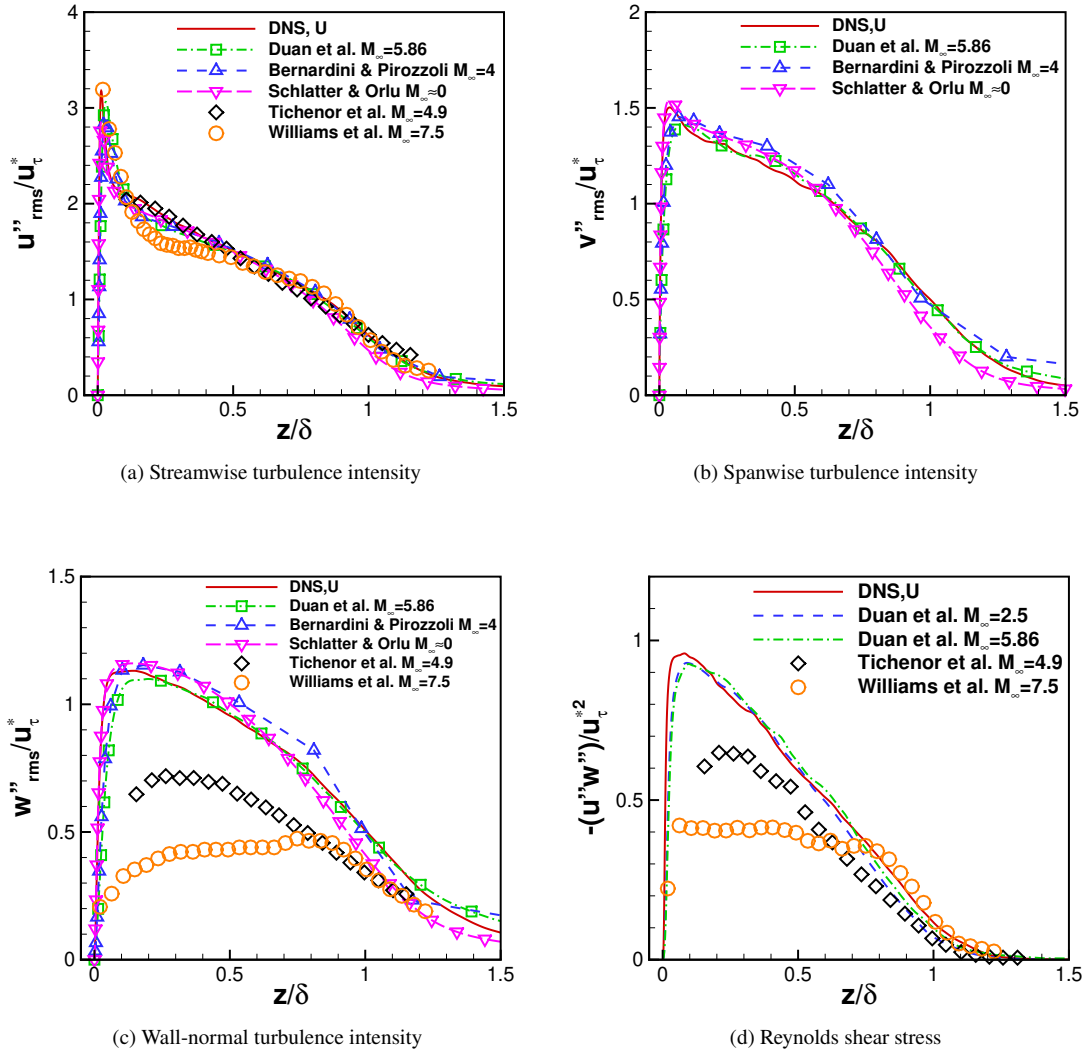 4
3
2
1
0
0
0.5
1
1.5
u"rms/u*τ
z/δ
DNS, U
Duan et al. M∞=5.86
Bernardini & Pirozzoli M∞=4
Schlatter & Orlu M∞≈0
Tichenor et al. M∞=4.9
Williams et al. M∞=7.5
(a) Streamwise turbulence intensity
2
1.5
1
0.5
0
0
0.5
1
1.5
v"rms/u*τ
z/δ
DNS,U
Duan et al. M∞=5.86
Bernardini & Pirozzoli M∞=4
Schlatter & Orlu M∞≈0
(b) Spanwise turbulence intensity
1.5
1
0.5
0
0
0.5
1
1.5
w"rms/u*τ
z/δ
DNS,U
Duan et al. M∞=5.86
Bernardini & Pirozzoli M∞=4
Schlatter & Orlu M∞≈0
Tichenor et al. M∞=4.9
Williams et al. M∞=7.5
(c) Wall-normal turbulence intensity
1
0.5
0
0
0.5
1
1.5
-(u"w")/u*2τ
z/δ
DNS,U
Duan et al. M∞=2.5
Duan et al. M∞=5.86
Tichenor et al. M∞=4.9
Williams et al. M∞=7.5
(d) Reynolds shear stress